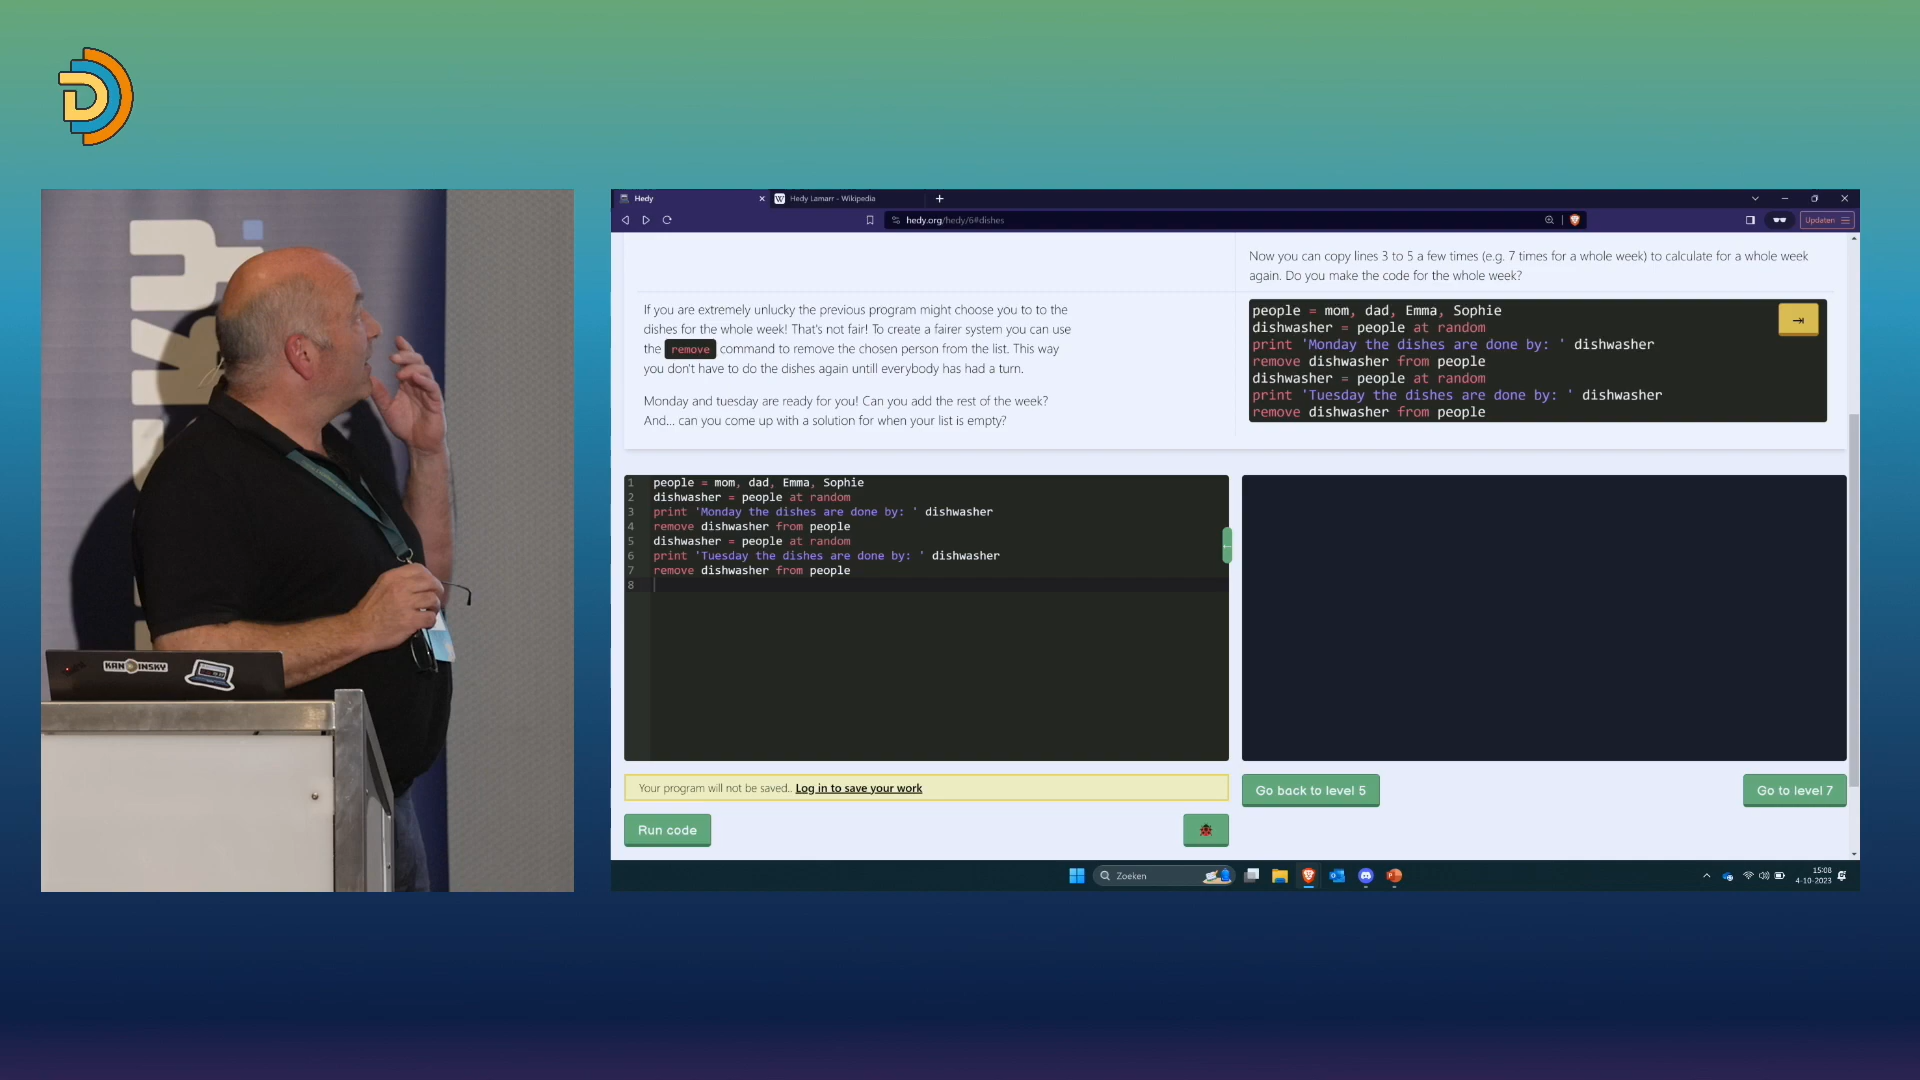 Hedy
Hedy Lamarr - Wikipedia
hedy.org/hedy/6#dishes
Updaten
Now you can copy lines 3 to 5 a few times (e.g. 7 times for a whole week) to calculate for a whole week
again. Do you make the code for the whole week?
If you are extremely unlucky the previous program might choose you to to the
dishes for the whole week! That's not fair! To create a fairer system you can use
the remove command to remove the chosen person from the list. This way
you don't have to do the dishes again untill everybody has had a turn.
Monday and tuesday are ready for you! Can you add the rest of the week?
And... can you come up with a solution for when your list is empty?
people = mom, dad, Emma, Sophie
dishwasher = people at random
print 'Monday the dishes are done by: ' dishwasher
remove dishwasher from people
dishwasher = people at random
print 'Tuesday the dishes are done by: ' dishwasher
remove dishwasher from people
1 people = mom, dad, Emma, Sophie
2 dishwasher = people at random
3 print 'Monday the dishes are done by: ' dishwasher
4 remove dishwasher from people
5 dishwasher = people at random
6 print 'Tuesday the dishes are done by: ' dishwasher
7 remove dishwasher from people
8
Your program will not be saved.. Log in to save your work
Go back to level 5
Go to level 7
Run code
Zoeken
15:08
4-10-2023
KANDINSKY